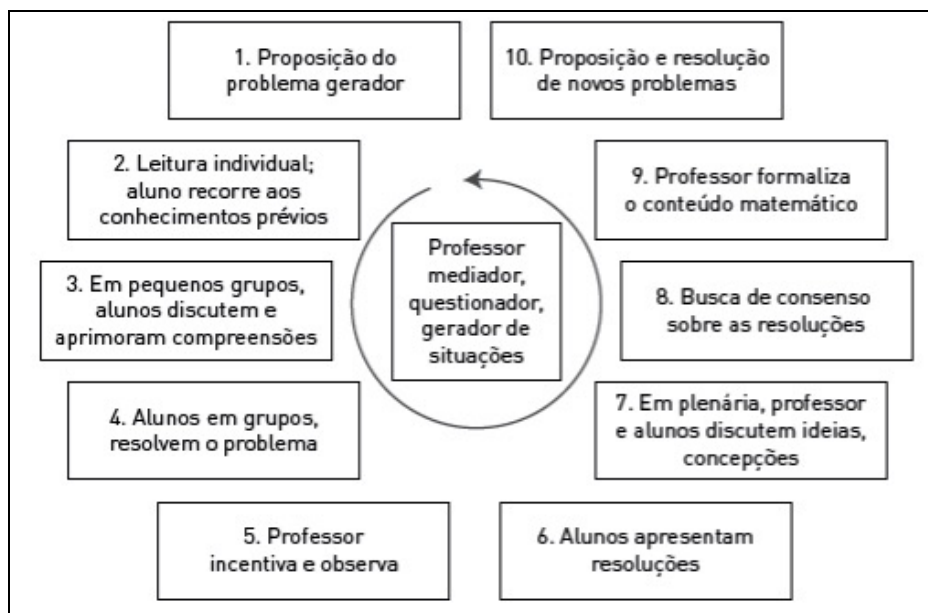 1. Proposição do
problema gerador
2. Leitura individual;
aluno recorre aos
conhecimentos prévios
3. Em pequenos grupos,
alunos discutem e
aprimoram compreensões
4. Alunos em grupos,
resolvem o problema
5. Professor
incentiva e observa
6. Alunos apresentam
resoluções
7. Em plenária, professor
e alunos discutem ideias,
concepções
8. Busca de consenso
sobre as resoluções
9. Professor formaliza
o conteúdo matemático
10. Proposição e resolução
de novos problemas
Professor
mediador,
questionador,
gerador de
situações